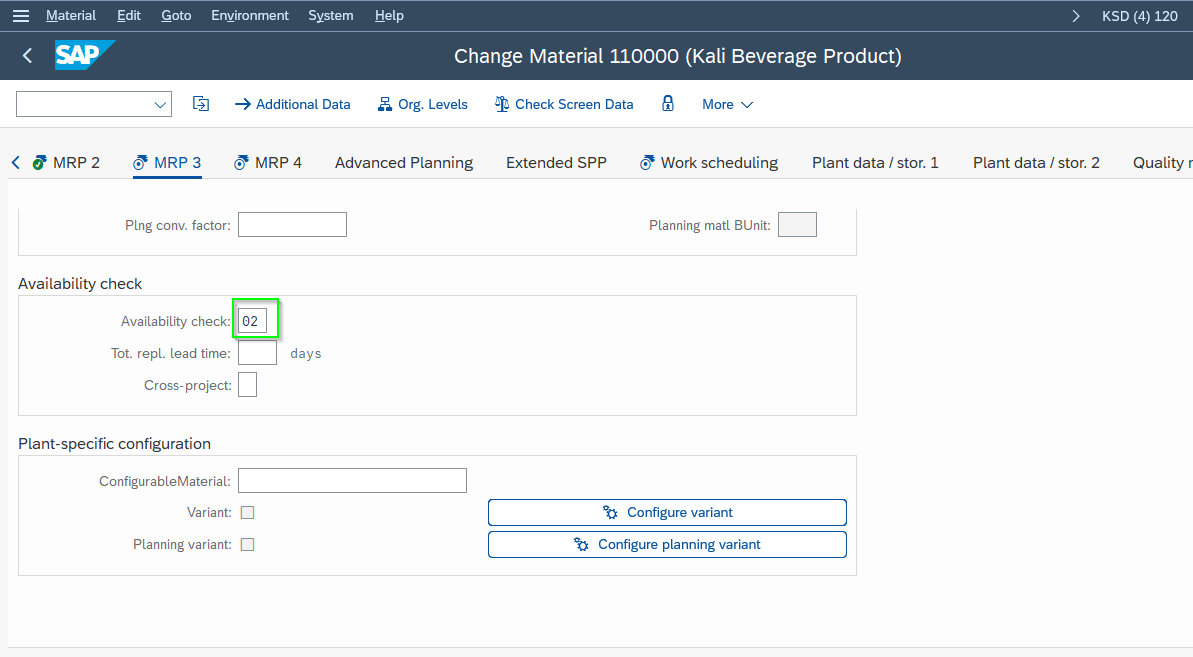 Material Edit Goto Environment System Help KSD (4) 120
SAP Change Material 110000 (Kali Beverage Product)
Additional Data Org. Levels Check Screen Data More
MRP 2 MRP 3 MRP 4 Advanced Planning Extended SPP Work scheduling Plant data / stor. 1 Plant data / stor. 2 Quality
Plng conv. factor: Planning matl BUnit:
Availability check
Availability check: 02
Tot. repl. lead time: days
Cross-project:
Plant-specific configuration
ConfigurableMaterial:
Variant: Configure variant
Planning variant: Configure planning variant